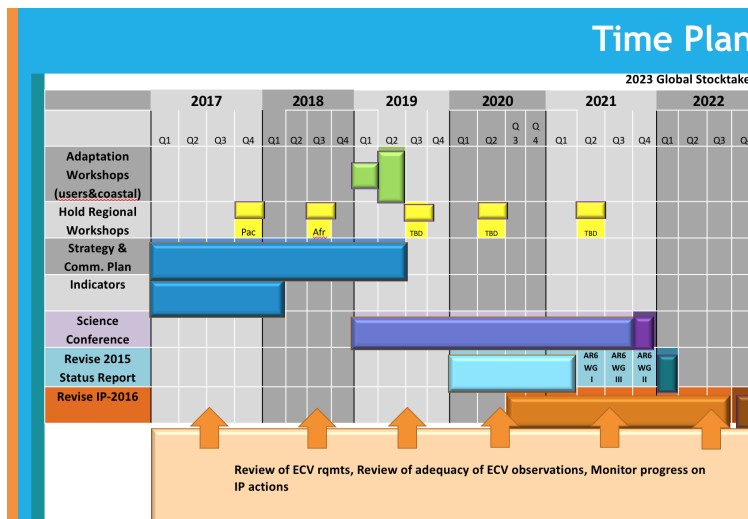 Time Plan
2023 Global Stocktake
2017 2018 2019 2020 2021 2022
Q1 Q2 Q3 Q4 Q1 Q2 Q3 Q4 Q1 Q2 Q3 Q4 Q1 Q2 Q3 Q4 Q1 Q2 Q3 Q4 Q1 Q2 Q3
Adaptation
Workshops
(users&coastal)
Hold Regional
Workshops
Pac Afr TBD TBD TBD
Strategy &
Comm. Plan
Indicators
Science
Conference
Revise 2015
Status Report
AR6 AR6 AR6
WG WG WG
I III II
Revise IP-2016
Review of ECV rqmts, Review of adequacy of ECV observations, Monitor progress on
IP actions